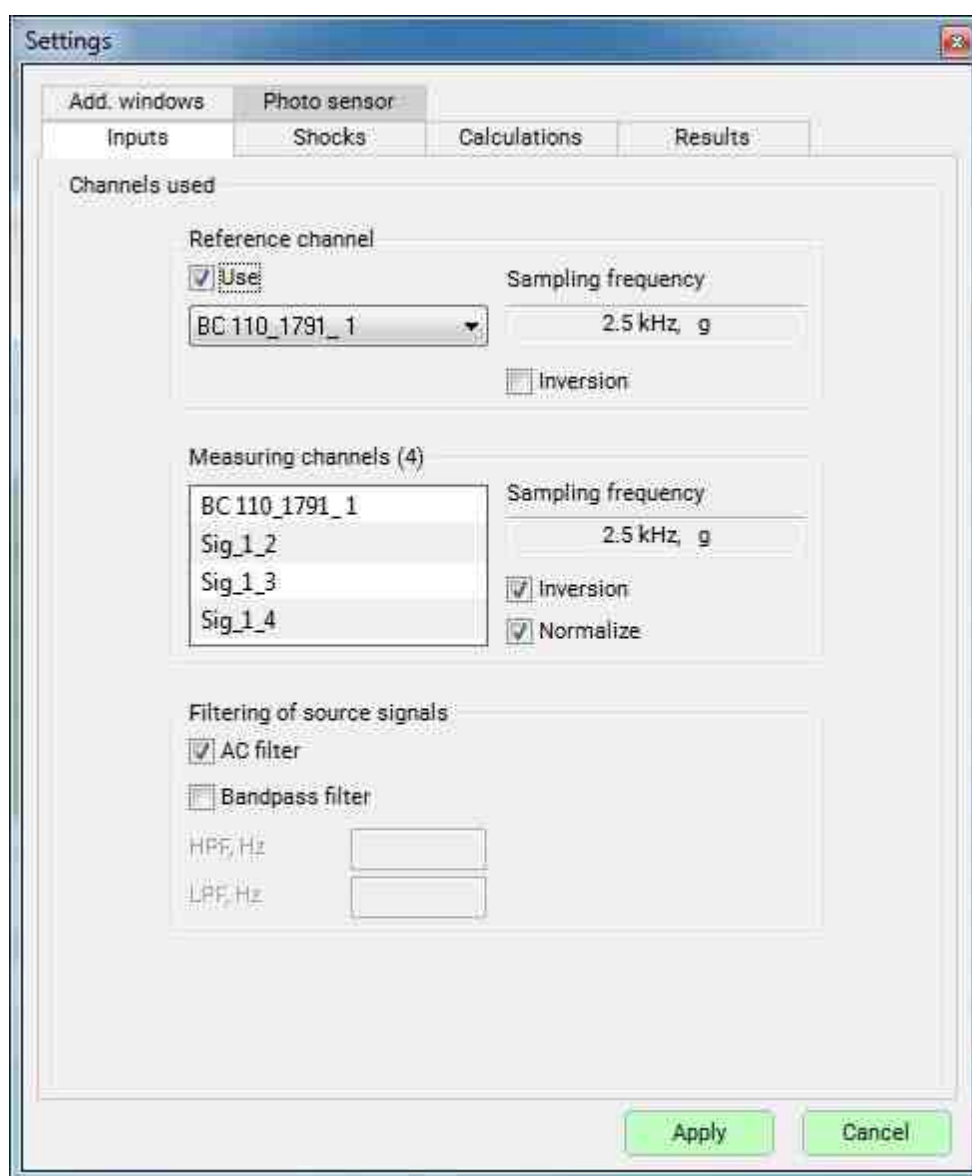 Settings
Add. windows Photo sensor
Inputs Shocks Calculations Results
Channels used
Reference channel
Use Sampling frequency
BC 110_1791_ 1 2.5 kHz, g
Inversion
Measuring channels (4)
BC 110_1791_ 1 Sampling frequency
Sig_1_2 2.5 kHz, g
Sig_1_3 Inversion
Sig_1_4 Normalize
Filtering of source signals
AC filter
Bandpass filter
HPF, Hz
LPF, Hz
Apply Cancel